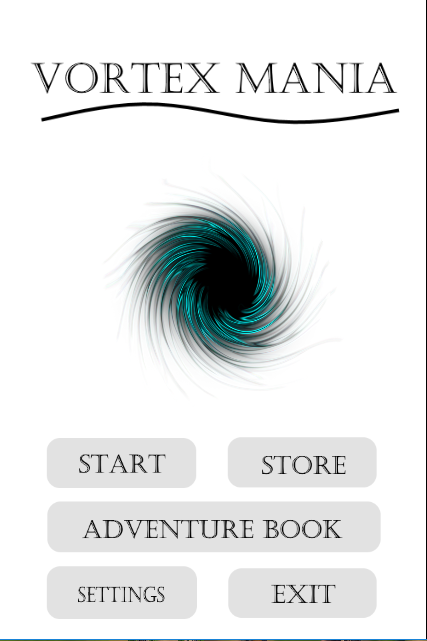 VORTEX MANIA
START
STORE
ADVENTURE BOOK
SETTINGS
EXIT